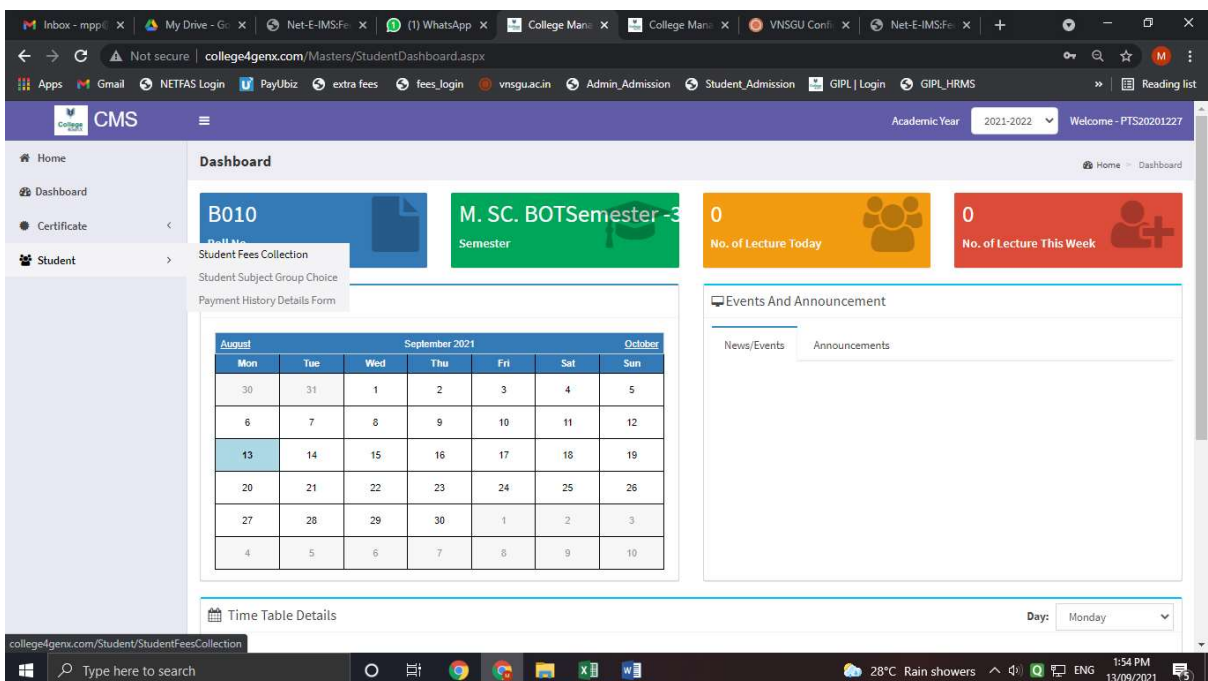 Inbox - mpp
My Drive - Go
Net-E-IMS:Fe
(1) WhatsApp
College Mana
College Mana
VNSGU Confi
Net-E-IMS:Fe
Not secure
college4genx.com/Masters/StudentDashboard.aspx
M
Apps
Gmail
NETFAS Login
PayUbiz
extra fees
fees_login
vnsgu.ac.in
Admin_Admission
Student_Admission
GIPL | Login
GIPL_HRMS
»
Reading list
College
CMS
Academic Year
2021-2022
Welcome - PTS20201227
Home
Dashboard
Certificate
Student
Dashboard
Home - Dashboard
B010
Roll No
M. SC. BOTSemester -3
Semester
0
No. of Lecture Today
0
No. of Lecture This Week
Student Fees Collection
Student Subject Group Choice
Payment History Details Form
August September 2021 October
Mon Tue Wed Thu Fri Sat Sun
30 31 1 2 3 4 5
6 7 8 9 10 11 12
13 14 15 16 17 18 19
20 21 22 23 24 25 26
27 28 29 30 1 2 3
4 5 6 7 8 9 10
Events And Announcement
News/Events
Announcements
Time Table Details
Day:
Monday
college4genx.com/Student/StudentFeesCollection
Type here to search
28°C Rain showers
ENG
1:54 PM
13/09/2021
5